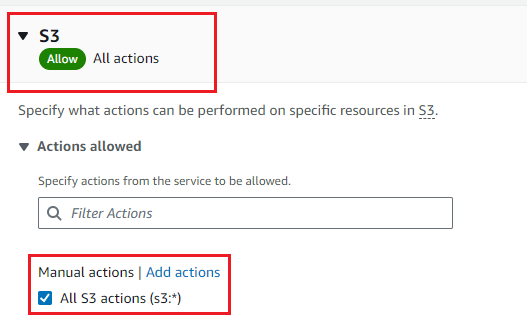 S3
Allow All actions
Specify what actions can be performed on specific resources in S3.
Actions allowed
Specify actions from the service to be allowed.
Filter Actions
Manual actions | Add actions
All S3 actions (s3:*)